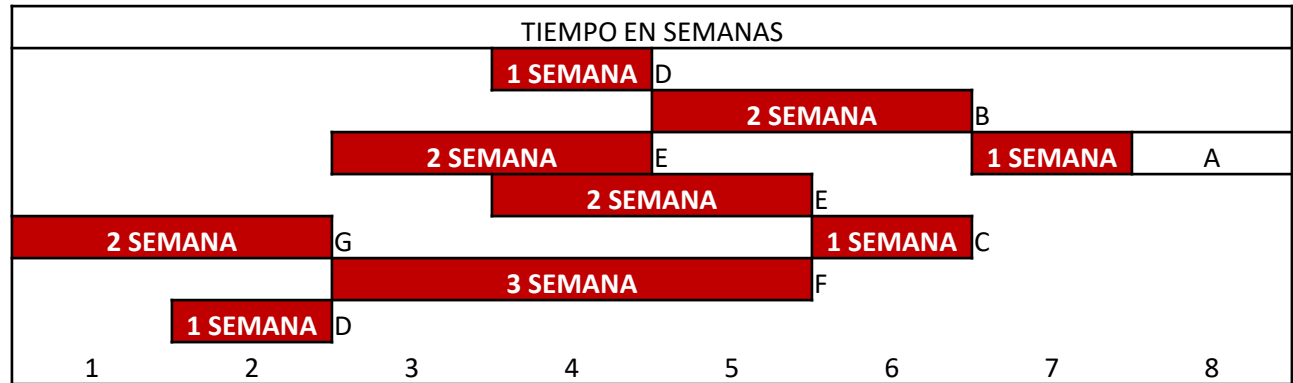 TIEMPO EN SEMANAS
1 SEMANA D
2 SEMANA B
2 SEMANA E 1 SEMANA A
2 SEMANA E
2 SEMANA G 1 SEMANA C
3 SEMANA F
1 SEMANA D
1 2 3 4 5 6 7 8